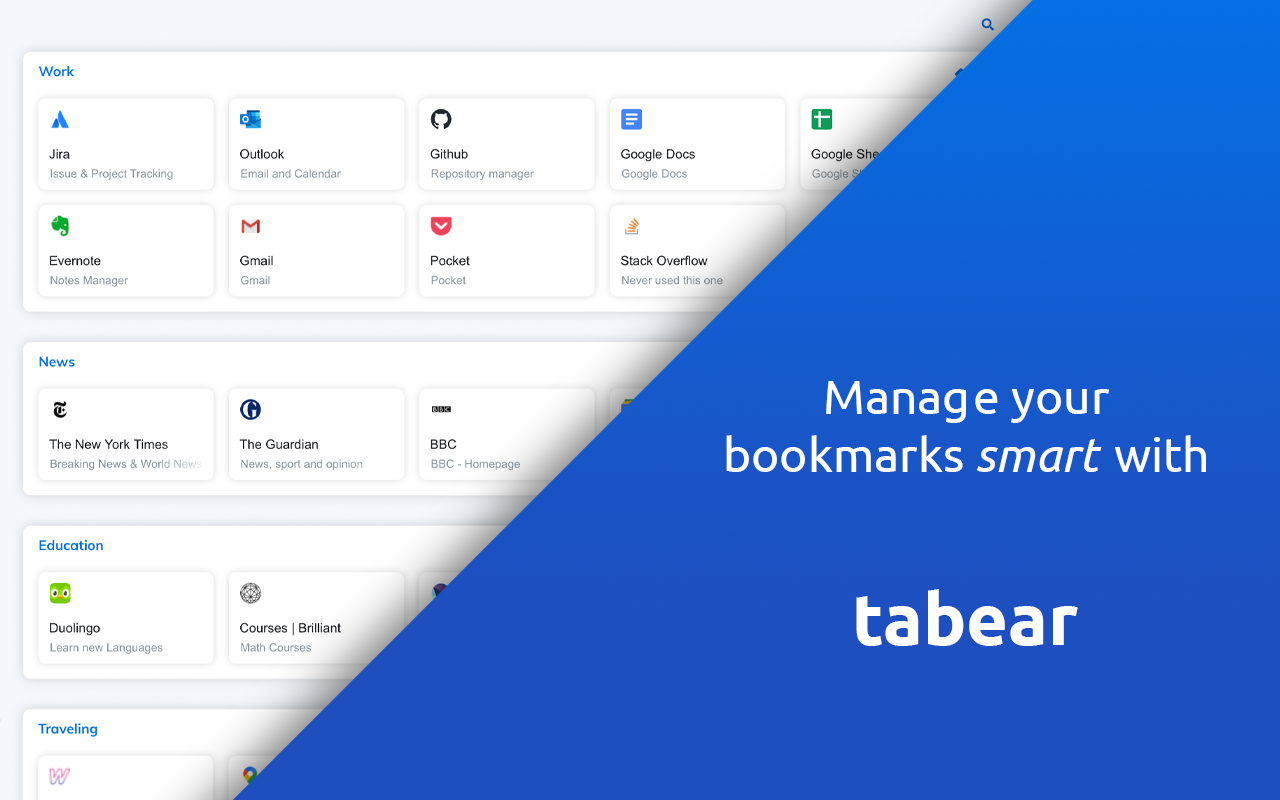 Work
Jira
Issue & Project Tracking
Outlook
Email and Calendar
Github
Repository manager
Google Docs
Google Docs
Google She
Google
Evernote
Notes Manager
Gmail
Gmail
Pocket
Pocket
Stack Overflow
Never used this one
News
The New York Times
Breaking News & World News
The Guardian
News, sport and opinion
BBC
BBC
BBC - Homepage
Education
Duolingo
Learn new Languages
Courses | Brilliant
Math Courses
Traveling
Manage your
bookmarks smart with
tabear